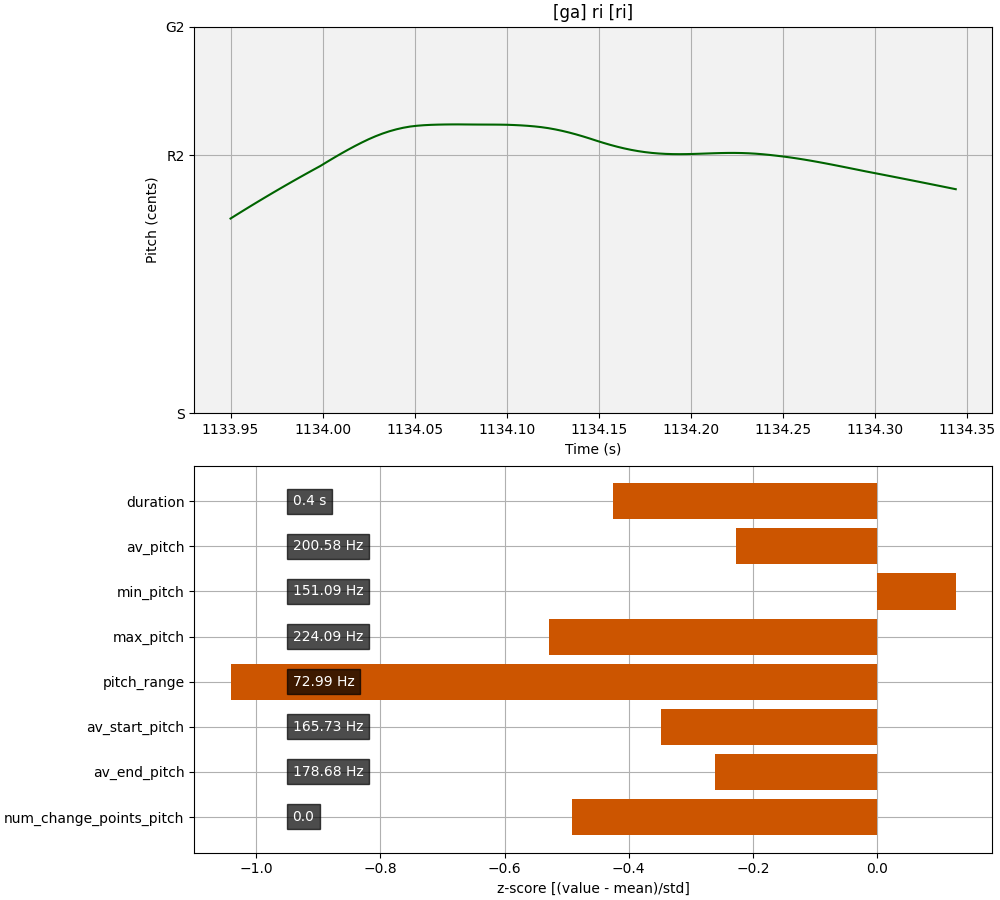 [ga] ri [ri]
G2
R2
S
Pitch (cents)
1133.95 1134.00 1134.05 1134.10 1134.15 1134.20 1134.25 1134.30 1134.35
Time (s)
duration 0.4 s
av_pitch 200.58 Hz
min_pitch 151.09 Hz
max_pitch 224.09 Hz
pitch_range 72.99 Hz
av_start_pitch 165.73 Hz
av_end_pitch 178.68 Hz
num_change_points_pitch 0.0
−1.0 −0.8 −0.6 −0.4 −0.2 0.0
z-score [(value - mean)/std]